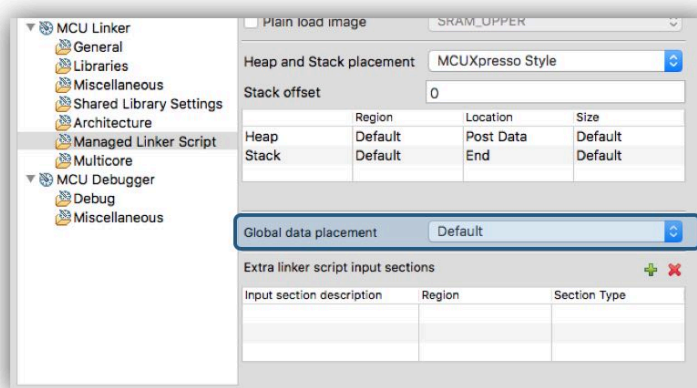 MCU Linker
General
Libraries
Miscellaneous
Shared Library Settings
Architecture
Managed Linker Script
Multicore
MCU Debugger
Debug
Miscellaneous
Plain load image SRAM_UPPER
Heap and Stack placement MCUXpresso Style
Stack offset 0
Region Location Size
Heap Default Post Data Default
Stack Default End Default
Global data placement Default
Extra linker script input sections
Input section description Region Section Type